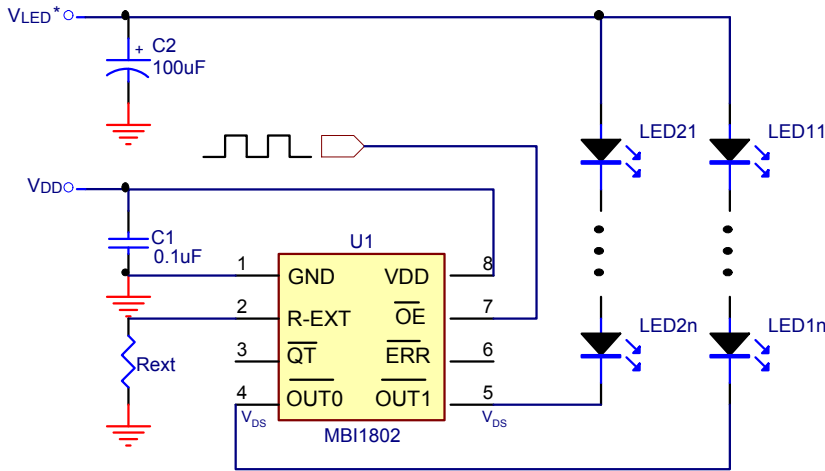 VLED*
C2
+
100uF
LED21
LED11
VDD
C1
0.1uF
U1
1
GND
VDD
8
2
R-EXT
OE
7
3
QT
ERR
6
Rext
4
OUT0
OUT1
5
VDS
VDS
MBI1802
LED2n
LED1n